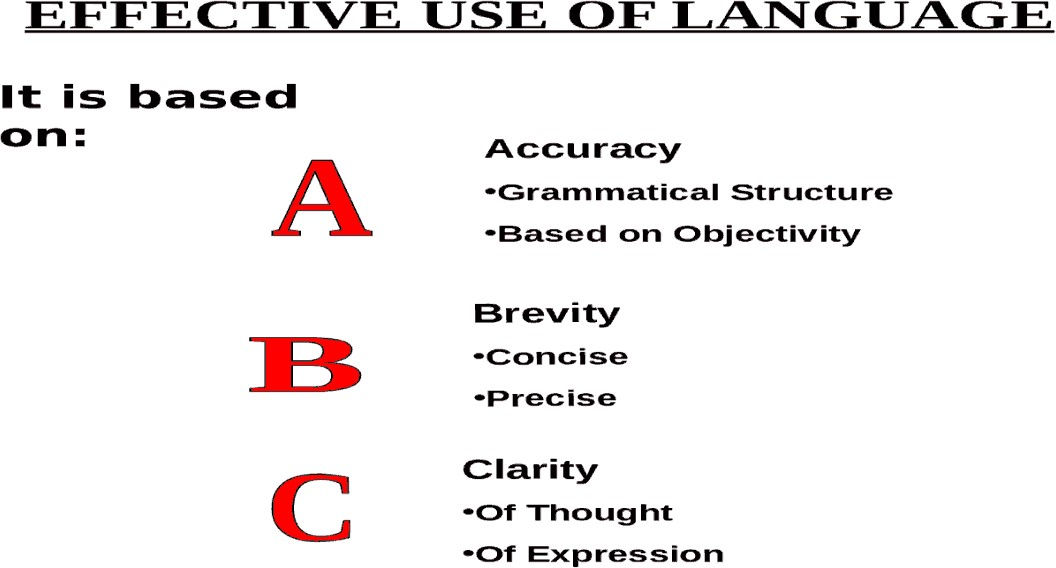 EFFECTIVE USE OF LANGUAGE
It is based
on:
A
Accuracy
•Grammatical Structure
•Based on Objectivity
B
Brevity
•Concise
•Precise
C
Clarity
•Of Thought
•Of Expression